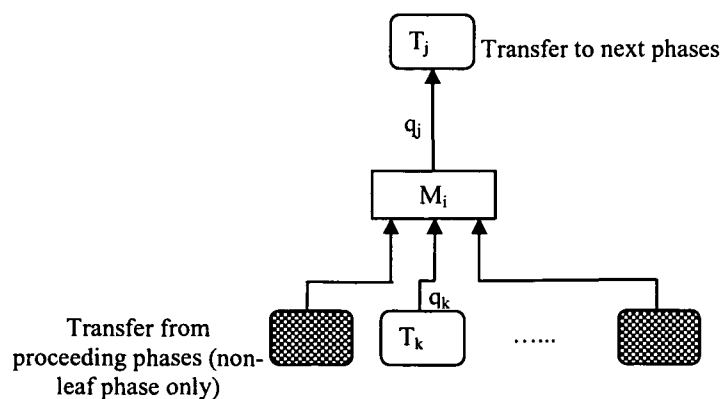 Tj
Transfer to next phases
qj
Mi
qk
Transfer from
proceeding phases (non-
leaf phase only)
Tk
......